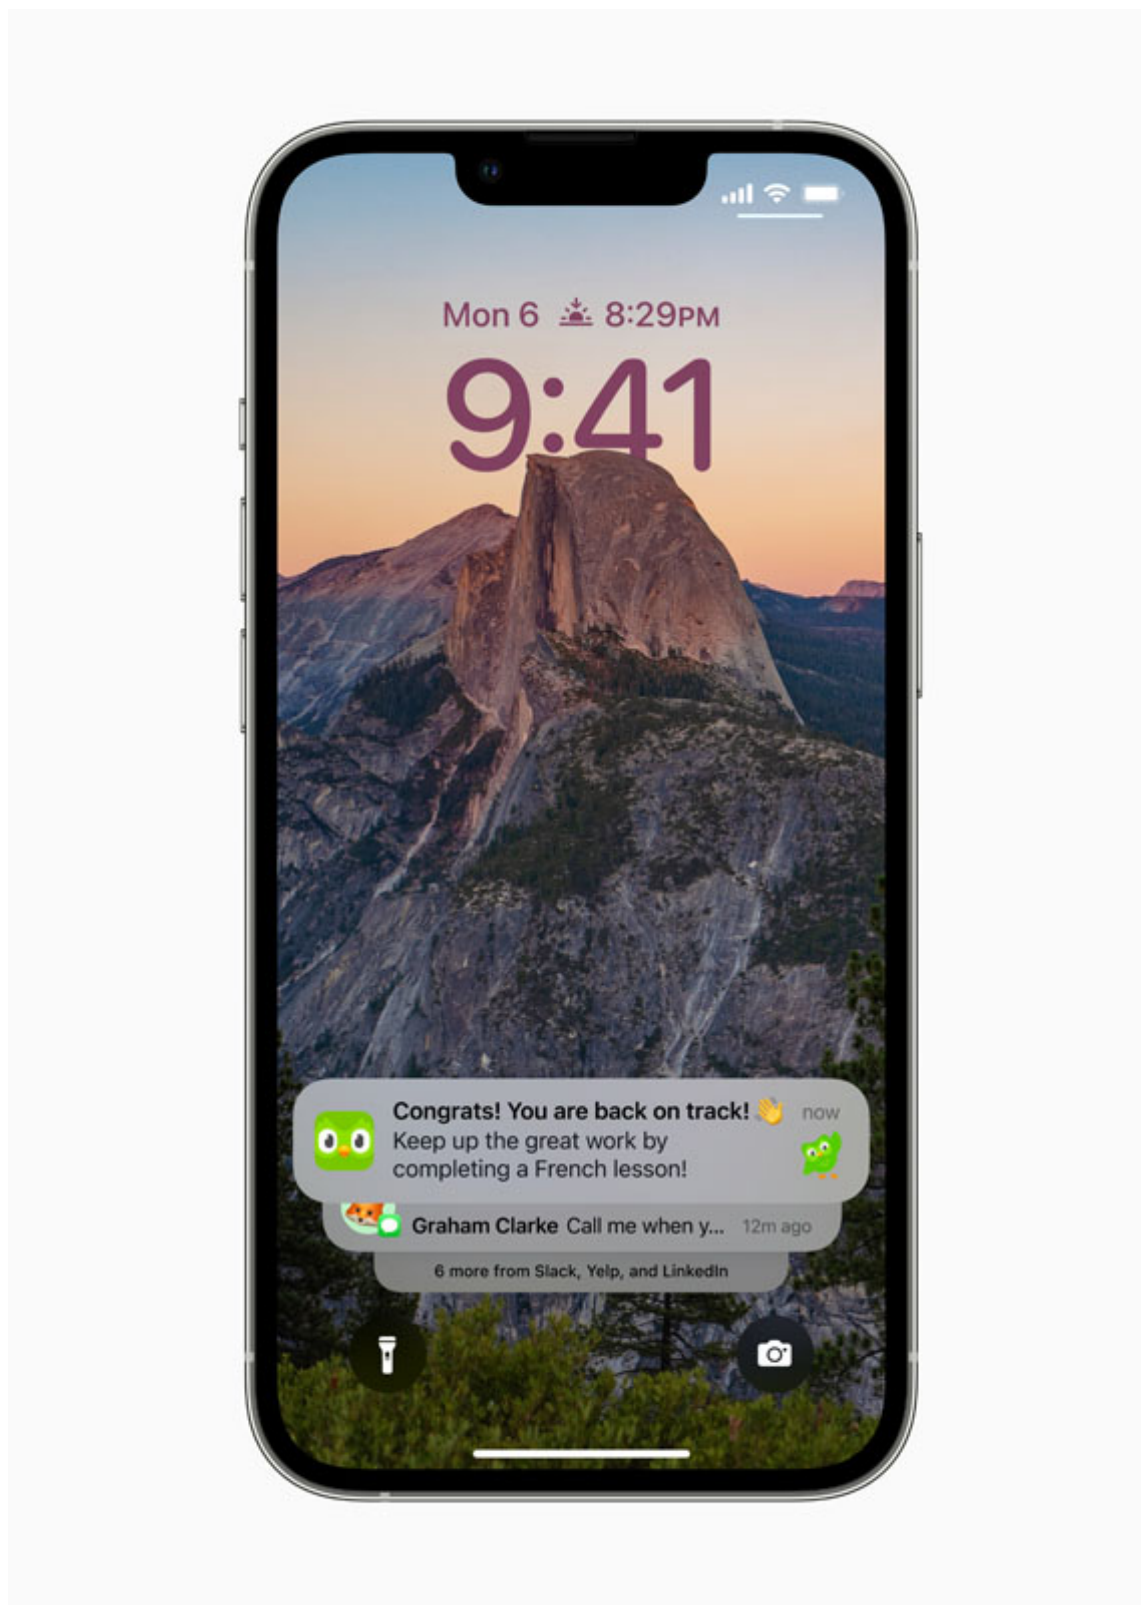 Mon 6 8:29PM
9:41
Congrats! You are back on track! 👋 now
Keep up the great work by
completing a French lesson!
Graham Clarke Call me when y... 12m ago
6 more from Slack, Yelp, and LinkedIn